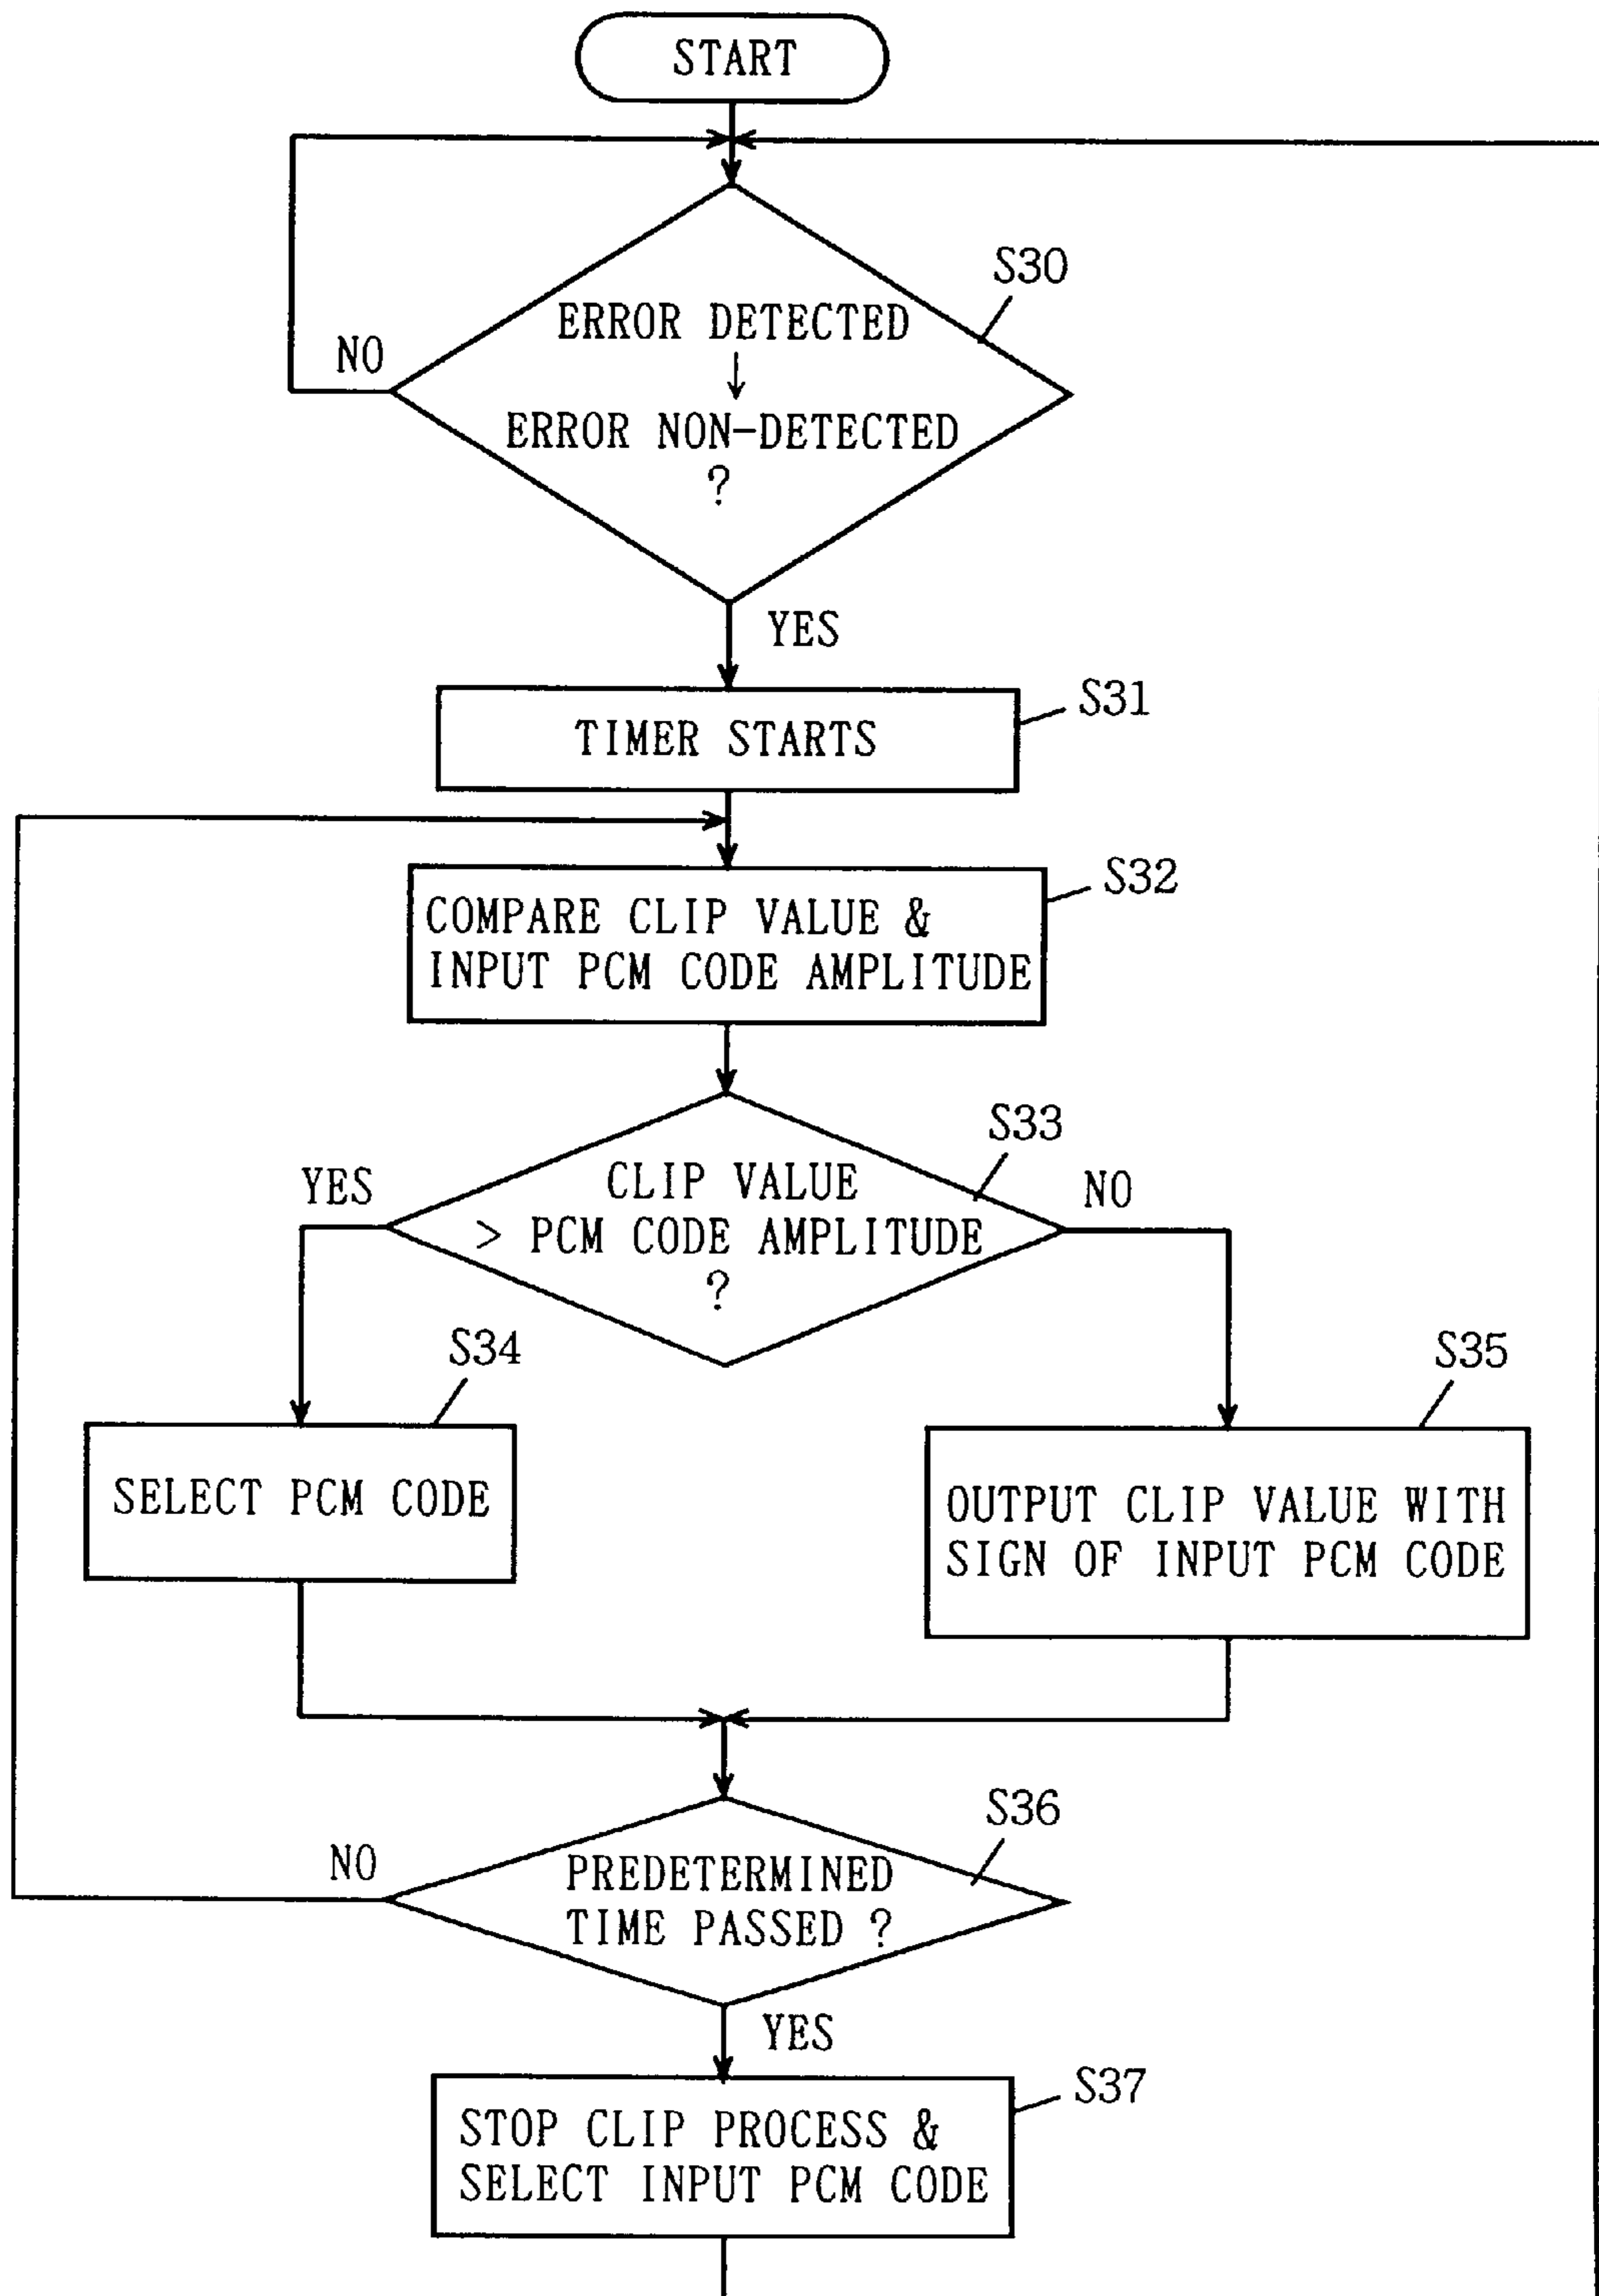 START
S30
ERROR DETECTED
↓
NO
ERROR NON-DETECTED
?
YES
S31
TIMER STARTS
S32
COMPARE CLIP VALUE &
INPUT PCM CODE AMPLITUDE
S33
YES
CLIP VALUE
NO
> PCM CODE AMPLITUDE
?
S34
S35
SELECT PCM CODE
OUTPUT CLIP VALUE WITH
SIGN OF INPUT PCM CODE
S36
NO
PREDETERMINED
TIME PASSED ?
YES
S37
STOP CLIP PROCESS &
SELECT INPUT PCM CODE